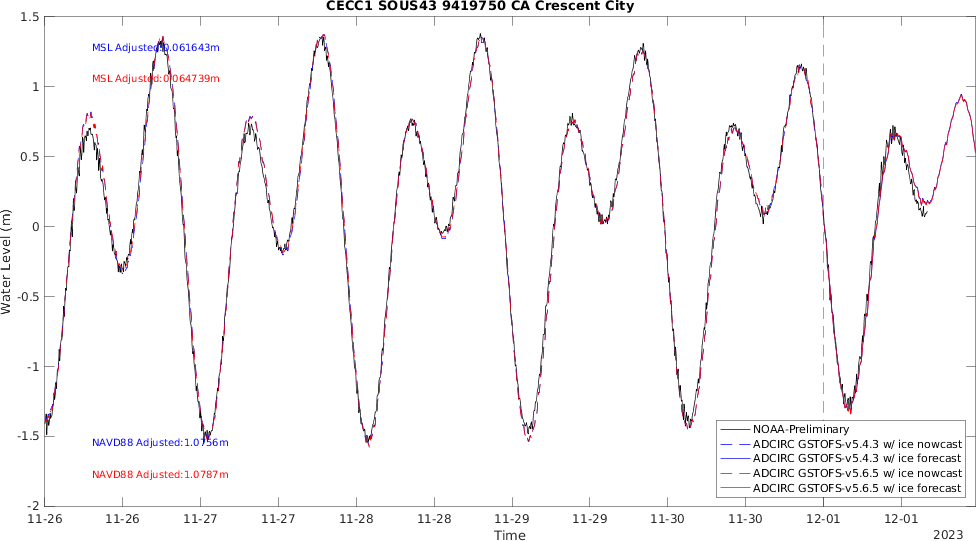 CECC1 SOUS43 9419750 CA Crescent City
MSL Adjusted:0.061643m
MSL Adjusted:0.064739m
NAVD88 Adjusted:1.0756m
NAVD88 Adjusted:1.0787m
Water Level (m)
1.5
1
0.5
0
-0.5
-1
-1.5
-2
NOAA-Preliminary
ADCIRC GSTOFS-v5.4.3 w/ ice nowcast
ADCIRC GSTOFS-v5.4.3 w/ ice forecast
ADCIRC GSTOFS-v5.6.5 w/ ice nowcast
ADCIRC GSTOFS-v5.6.5 w/ ice forecast
11-26 11-26 11-27 11-27 11-28 11-28 11-29 11-29 11-30 11-30 12-01 12-01
Time
2023